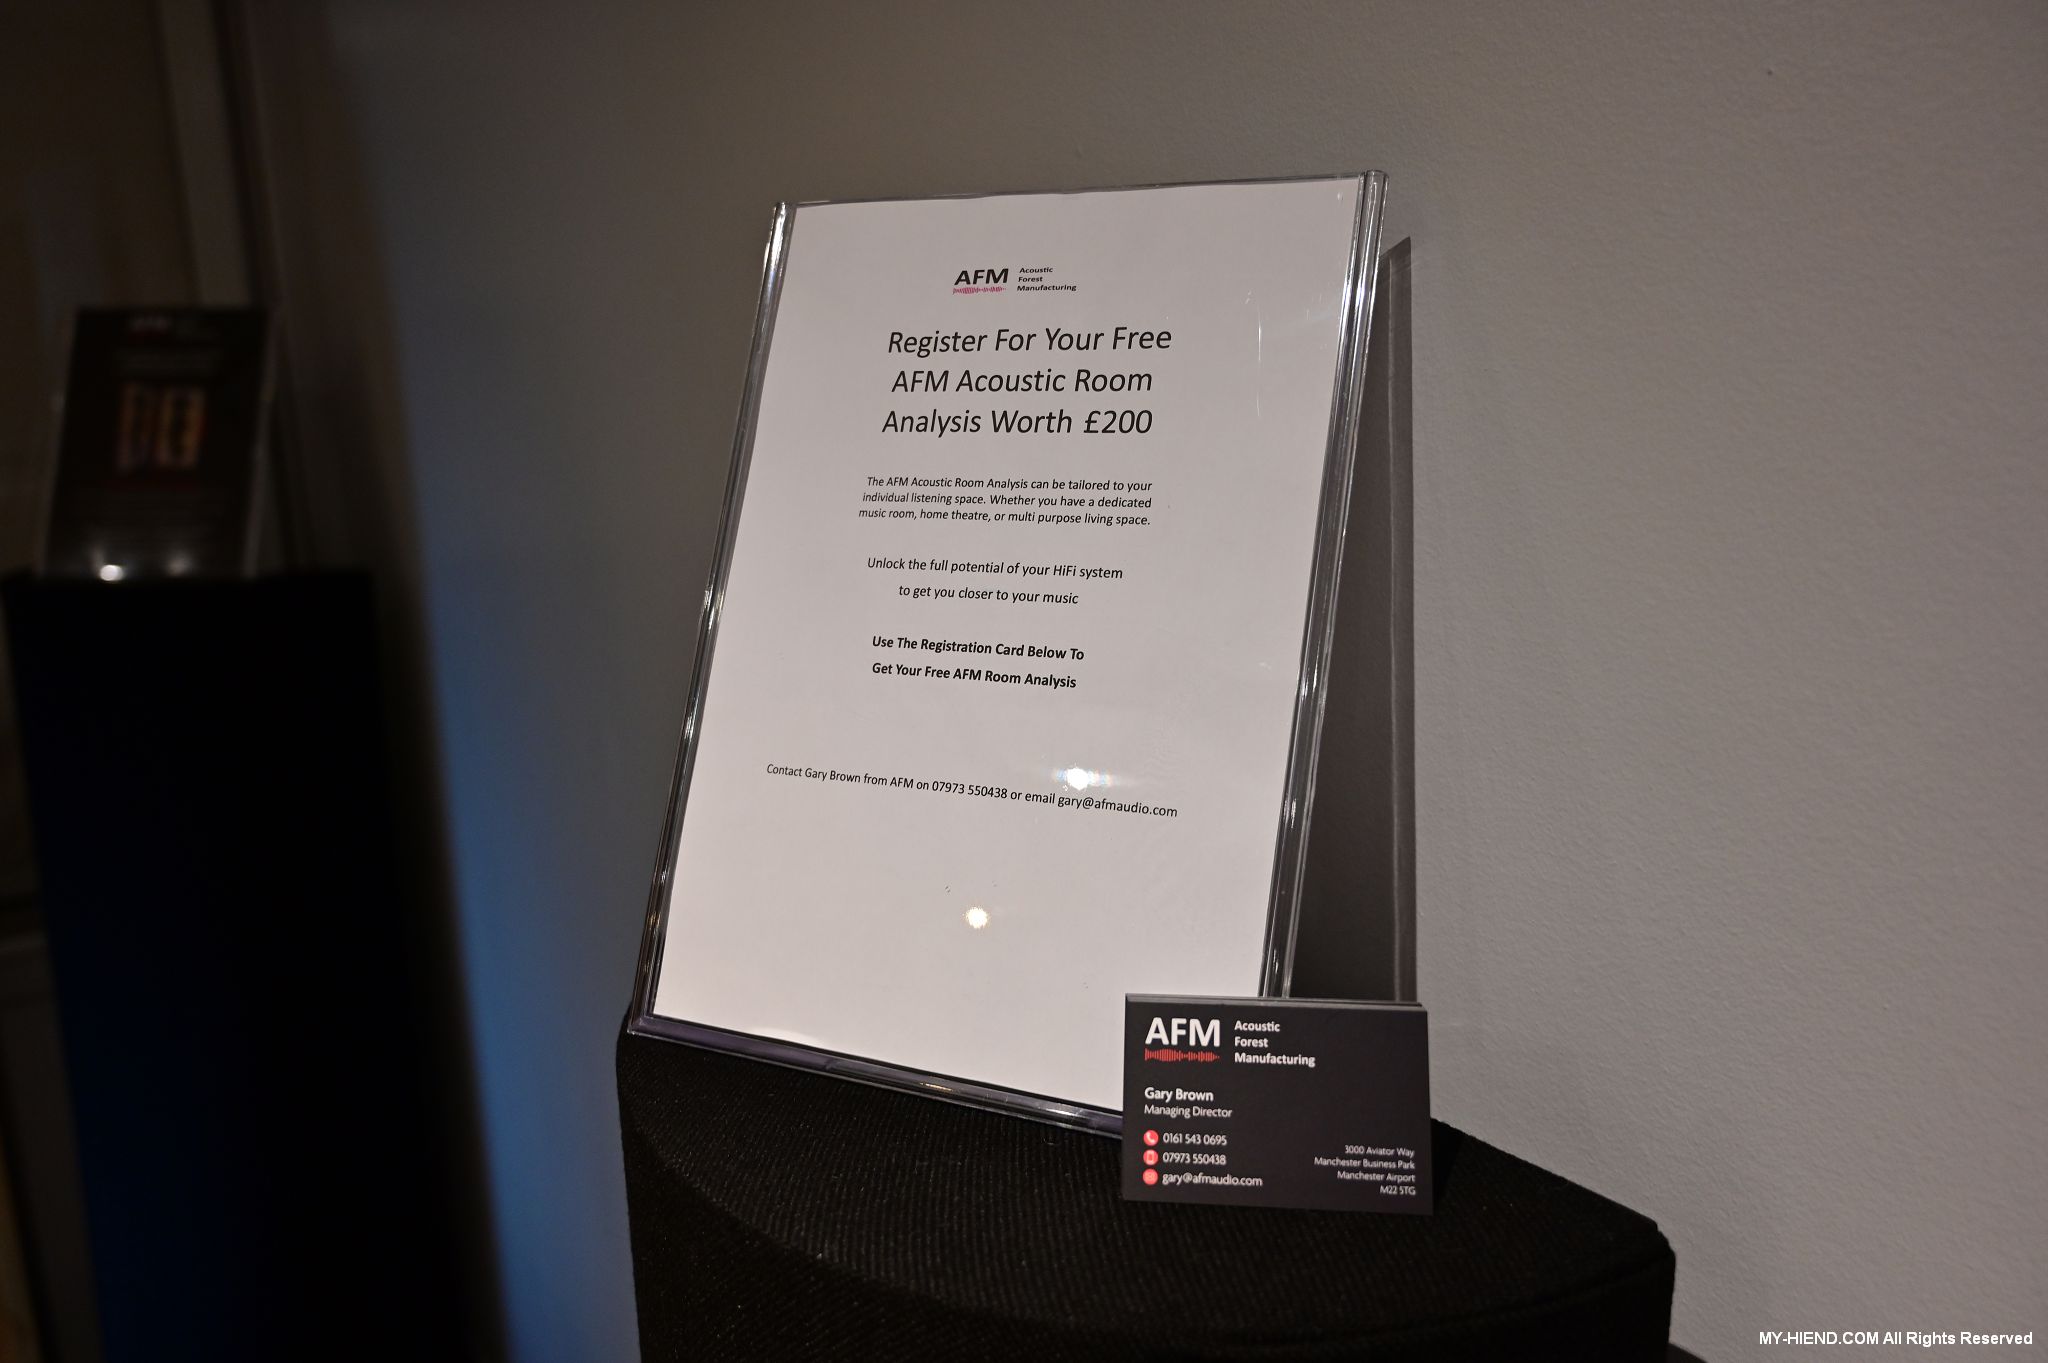 AFM Acoustic
Forest
Manufacturing
Register For Your Free
AFM Acoustic Room
Analysis Worth £200
The AFM Acoustic Room Analysis can be tailored to your
individual listening space. Whether you have a dedicated
music room, home theatre, or multi purpose living space.
Unlock the full potential of your HiFi system
to get you closer to your music
Use The Registration Card Below To
Get Your Free AFM Room Analysis
Contact Gary Brown from AFM on 07973 550438 or email gary@afmaudio.com
AFM Acoustic
Forest
Manufacturing
Gary Brown
Managing Director
0161 543 0695
07973 550438
gary@afmaudio.com
3000 Aviator Way
Manchester Business Park
Manchester Airport
M22 5TG
MY-HIEND.COM All Rights Reserved